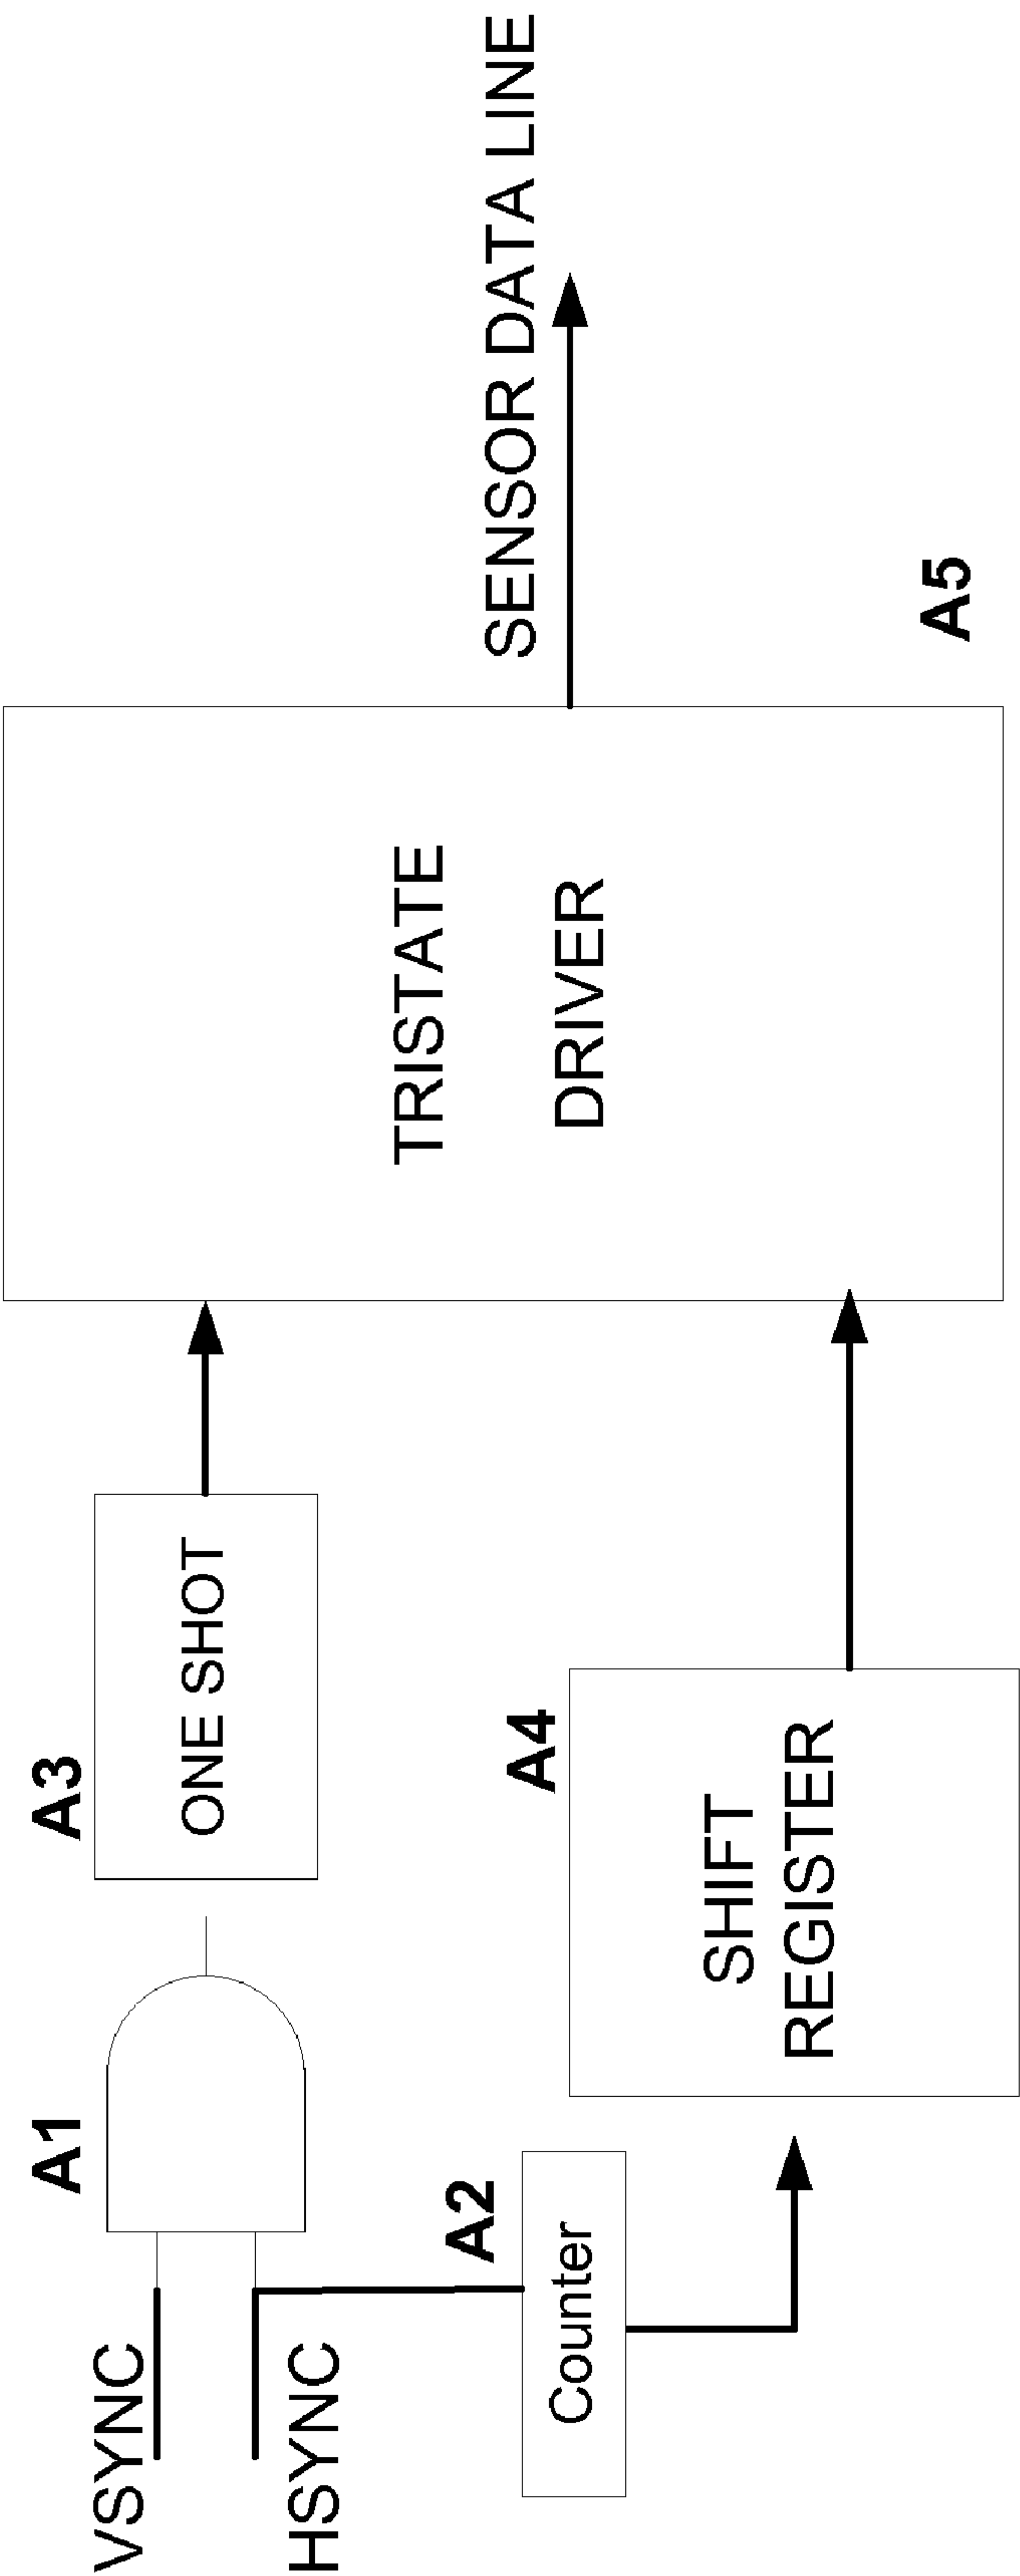 VSYNC
HSYNC
A1
A2
Counter
A3
ONE SHOT
A4
SHIFT
REGISTER
TRISTATE
DRIVER
A5
SENSOR DATA LINE